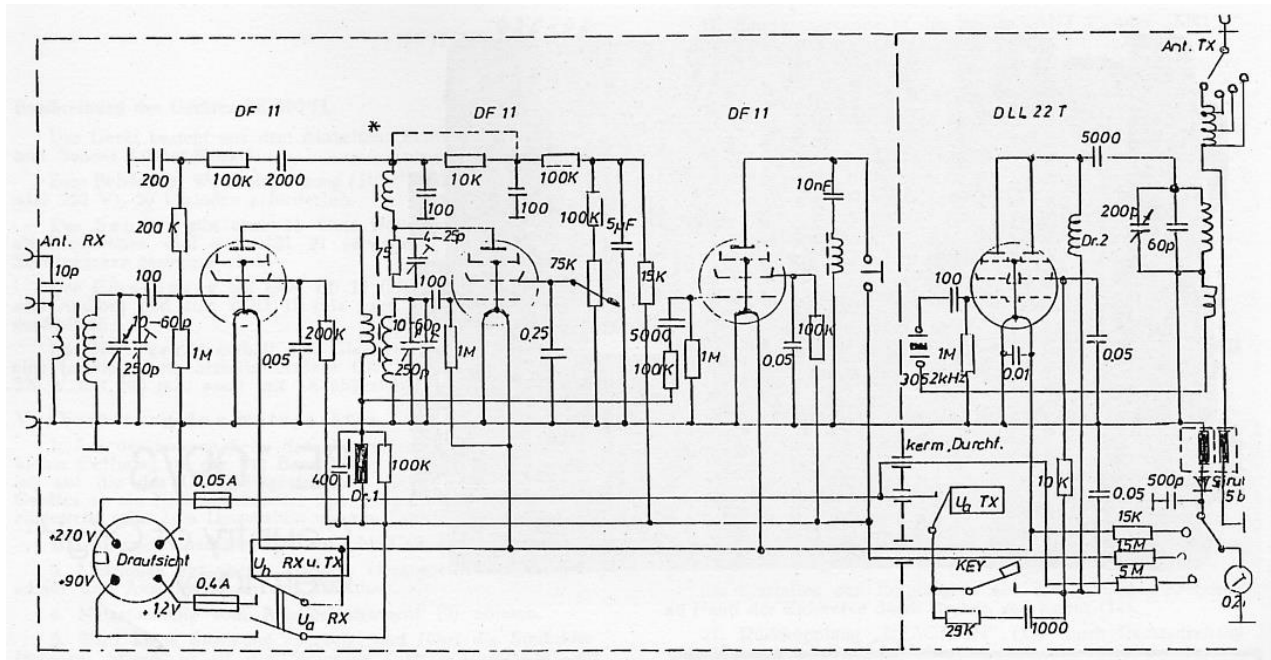 Ant. TX
DF 11
DF 11
DF 11
DLL 22 T
*
5000
200
100K
2000
10K
100K
10nF
100
100
200p
60p
Dr.2
200 K
100K
5µF
Ant. RX
4-25p
75
75K
15K
10p
100
100
100
10-60p
10-60p
5000
200K
0,25
100K
1M
0,05
1M
1M
0,05
1M
0,01
0,05
250p
250p
100K
3052kHz
kerm. Durchf.
400
100K
Dr.1
10 K
0,05
500p
5b
0,05A
Ua TX
15K
+270V
-
Draufsicht
15M
Uh
RX u. TX
KEY
5M
+90V
0,4A
+1,2V
Ua
RX
29K
1000